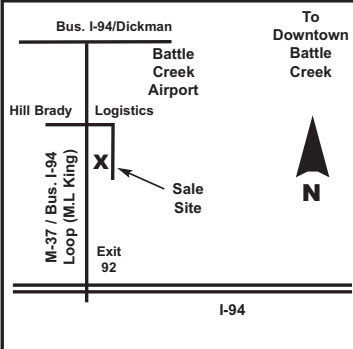 Bus. I-94/Dickman
To
Downtown
Battle
Creek
Battle
Creek
Airport
Hill Brady
Logistics
X
M-37 / Bus. I-94
Loop (M.L King)
Sale
Site
N
Exit
92
I-94